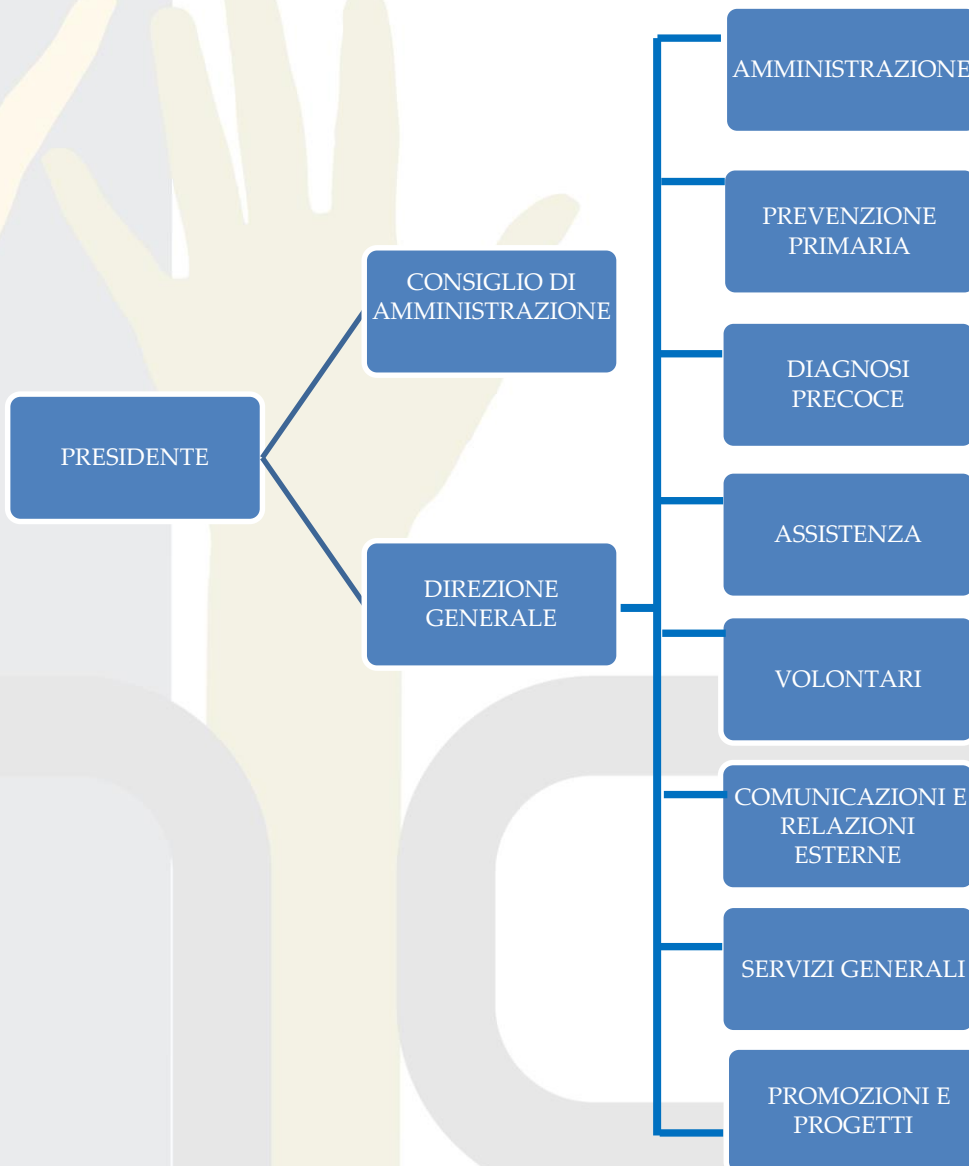 PRESIDENTE
CONSIGLIO DI
AMMINISTRAZIONE
DIREZIONE
GENERALE
AMMINISTRAZIONE
PREVENZIONE
PRIMARIA
DIAGNOSI
PRECOCE
ASSISTENZA
VOLONTARI
COMUNICAZIONI E
RELAZIONI
ESTERNE
SERVIZI GENERALI
PROMOZIONI E
PROGETTI